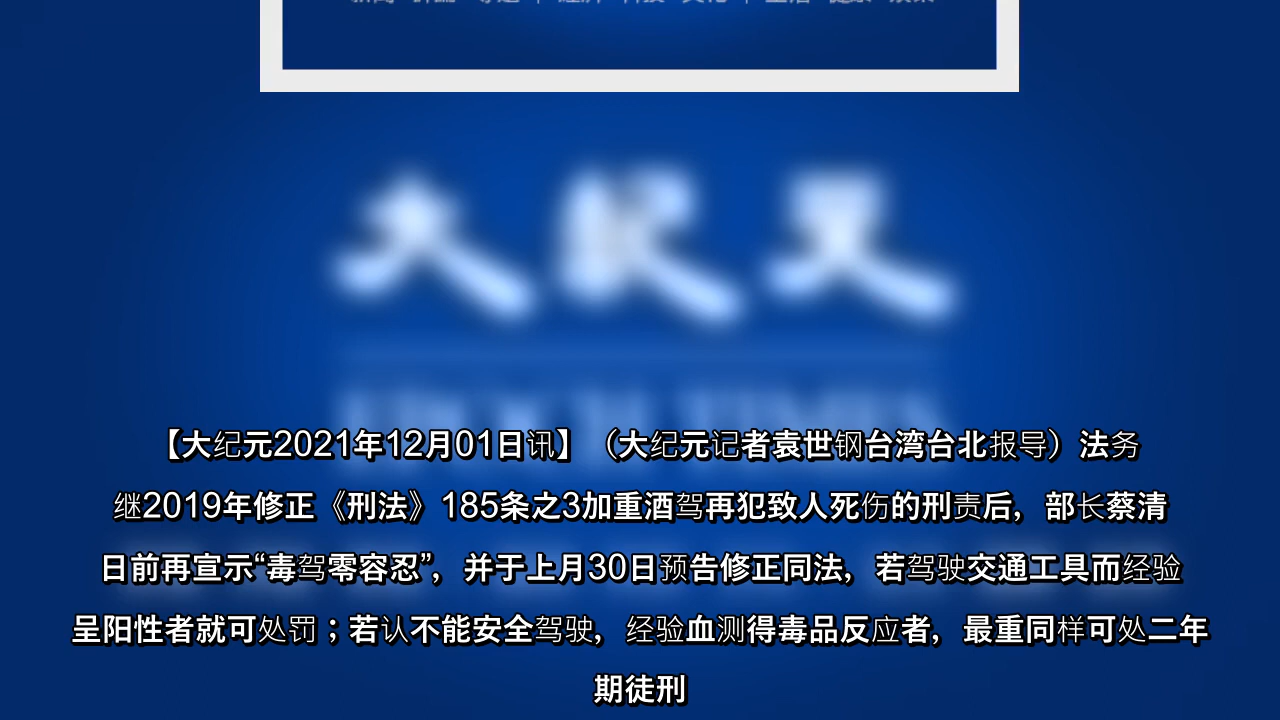 【大纪元2021年12月01日讯】（大纪元记者袁世钢台湾台北报导）法务
继2019年修正《刑法》185条之3加重酒驾再犯致人死伤的刑责后，部长蔡清
日前再宣示“毒驾零容忍”，并于上月30日预告修正同法，若驾驶交通工具而经验
呈阳性者就可处罚；若认不能安全驾驶，经验血测得毒品反应者，最重同样可处二年
期徒刑